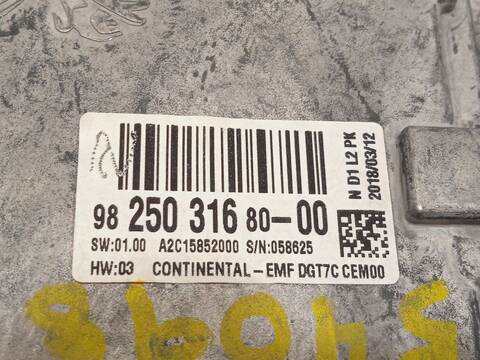 98 250 316 80-00
SW:01.00 A2C15852000 S/N:058625
HW:03 CONTINENTAL-EMF DGT7C CEM00
N D1 L2 PK
2018/03/12